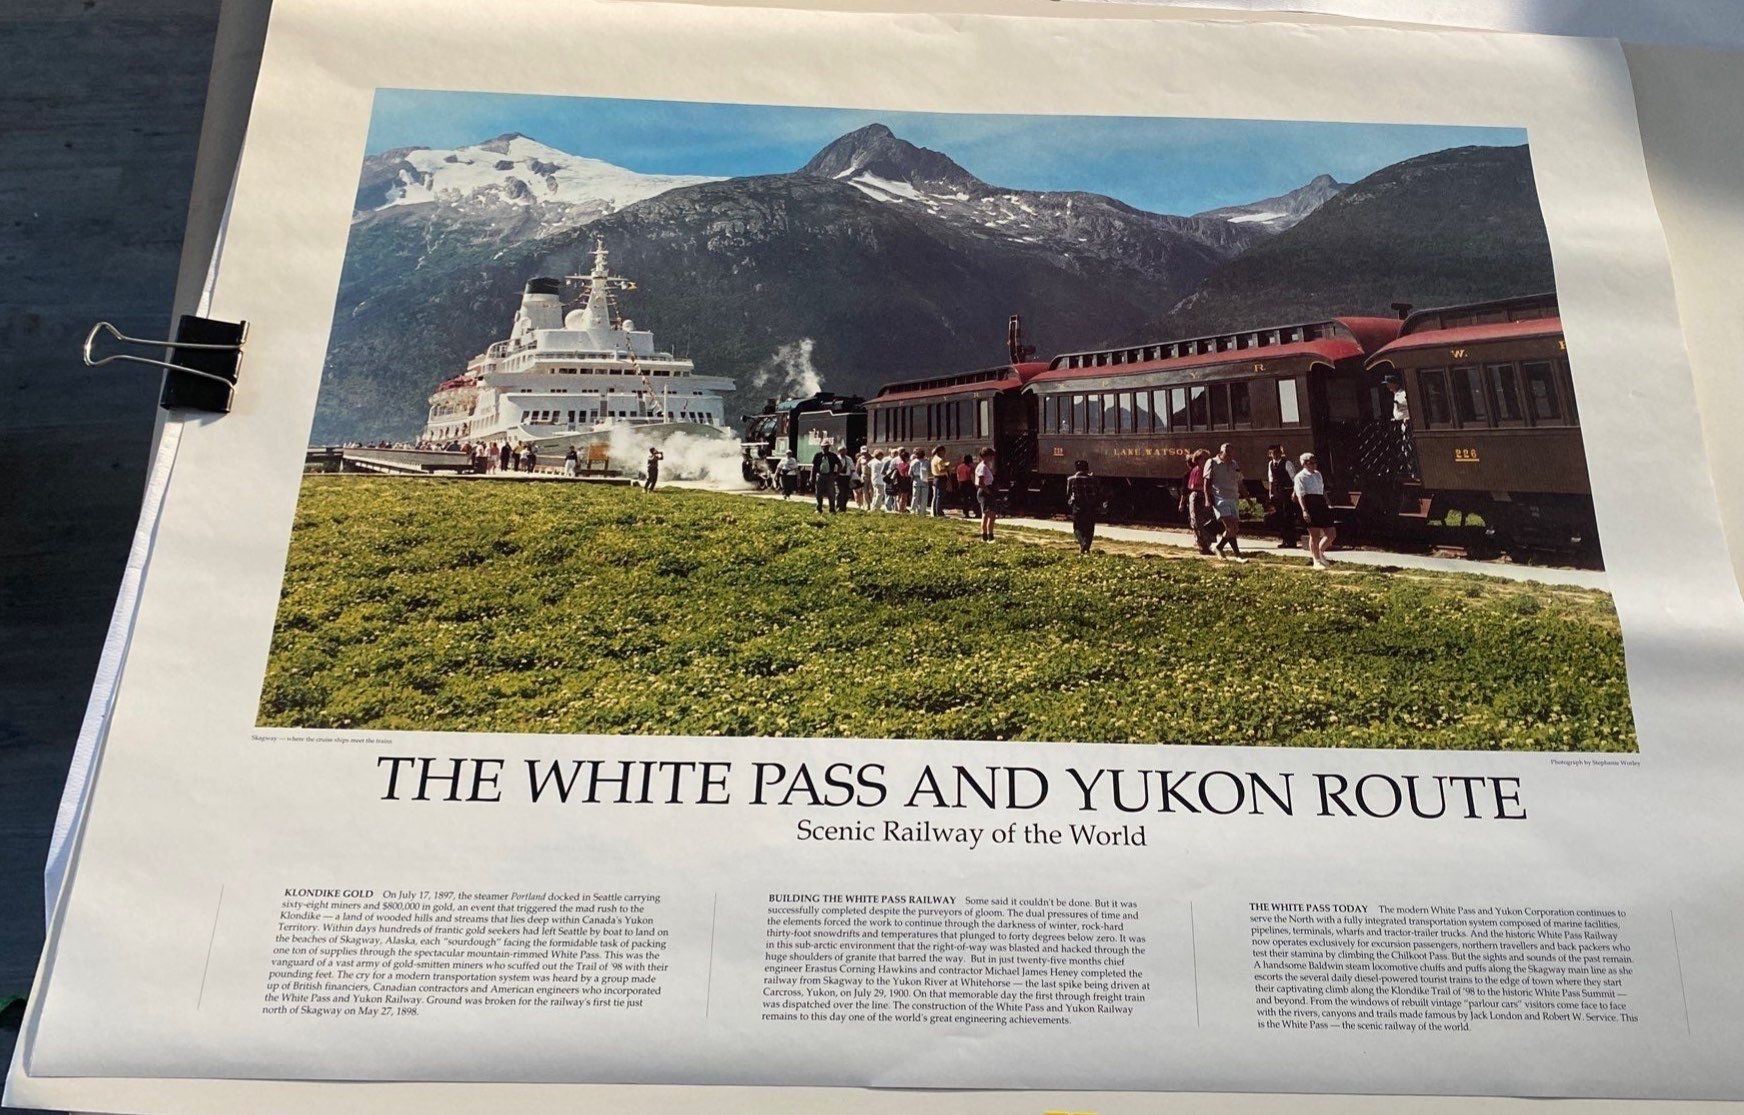 W. P
W. P. Y. R
226
LAKE WATSON
Skagway — where the cruise ships meet the trains.
Photograph by Stephanie Worley
THE WHITE PASS AND YUKON ROUTE
Scenic Railway of the World
KLONDIKE GOLD On July 17, 1897, the steamer Portland docked in Seattle carrying
sixty-eight miners and $800,000 in gold, an event that triggered the mad rush to the
Klondike — a land of wooded hills and streams that lies deep within Canada's Yukon
Territory. Within days hundreds of frantic gold seekers had left Seattle by boat to land on
the beaches of Skagway, Alaska, each "sourdough" facing the formidable task of packing
one ton of supplies through the spectacular mountain-rimmed White Pass. This was the
vanguard of a vast army of gold-smitten miners who scuffed out the Trail of '98 with their
pounding feet. The cry for a modern transportation system was heard by a group made
up of British financiers, Canadian contractors and American engineers who incorporated
the White Pass and Yukon Railway. Ground was broken for the railway's first tie just
north of Skagway on May 27, 1898.
BUILDING THE WHITE PASS RAILWAY Some said it couldn't be done. But it was
successfully completed despite the purveyors of gloom. The dual pressures of time and
the elements forced the work to continue through the darkness of winter, rock-hard
thirty-foot snowdrifts and temperatures that plunged to forty degrees below zero. It was
in this sub-arctic environment that the right-of-way was blasted and hacked through the
huge shoulders of granite that barred the way. But in just twenty-five months chief
engineer Erastus Corning Hawkins and contractor Michael James Heney completed the
railway from Skagway to the Yukon River at Whitehorse — the last spike being driven at
Carcross, Yukon, on July 29, 1900. On that memorable day the first through freight train
was dispatched over the line. The construction of the White Pass and Yukon Railway
remains to this day one of the world's great engineering achievements.
THE WHITE PASS TODAY The modern White Pass and Yukon Corporation continues to
serve the North with a fully integrated transportation system composed of marine facilities,
pipelines, terminals, wharfs and tractor-trailer trucks. And the historic White Pass Railway
now operates exclusively for excursion passengers, northern travellers and back packers who
test their stamina by climbing the Chilkoot Pass. But the sights and sounds of the past remain.
A handsome Baldwin steam locomotive chuffs and puffs along the Skagway main line as she
escorts the several daily diesel-powered tourist trains to the edge of town where they start
their captivating climb along the Klondike Trail of '98 to the historic White Pass Summit —
and beyond. From the windows of rebuilt vintage "parlour cars" visitors come face to face
with the rivers, canyons and trails made famous by Jack London and Robert W. Service. This
is the White Pass — the scenic railway of the world.